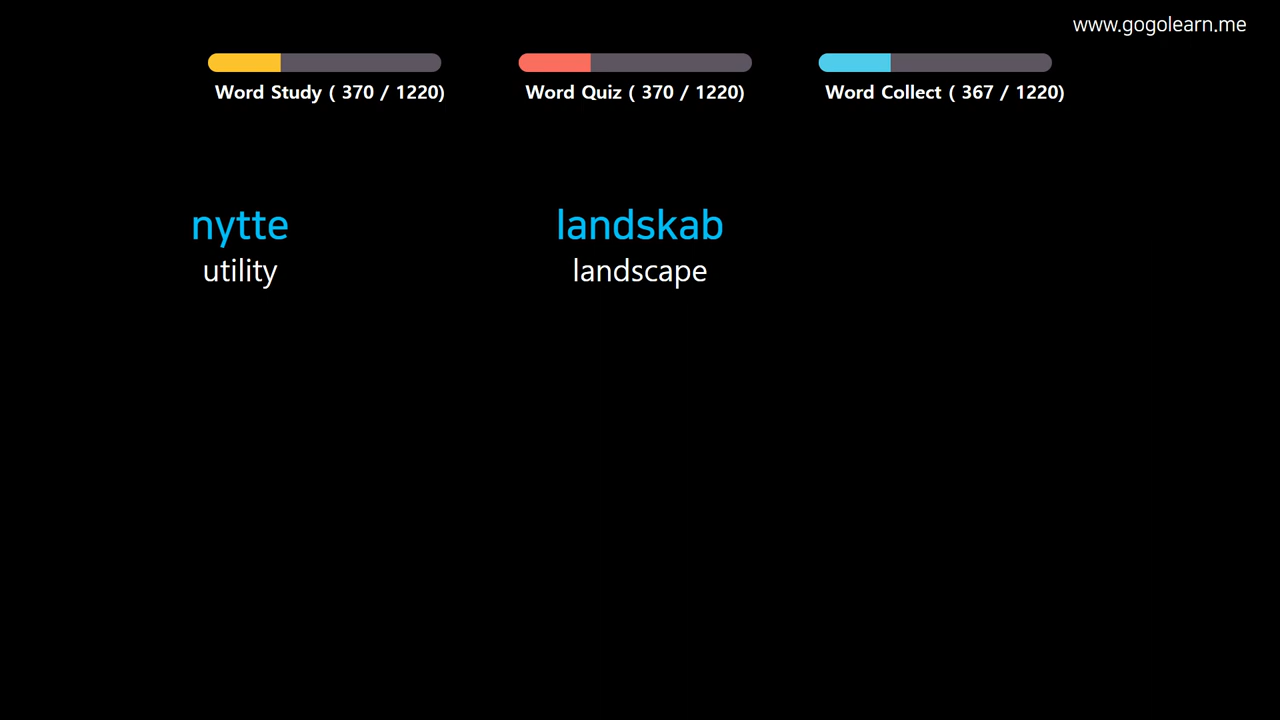 www.gogolearn.me
Word Study ( 370 / 1220)
Word Quiz ( 370 / 1220)
Word Collect ( 367 / 1220)
nytte
utility
landskab
landscape